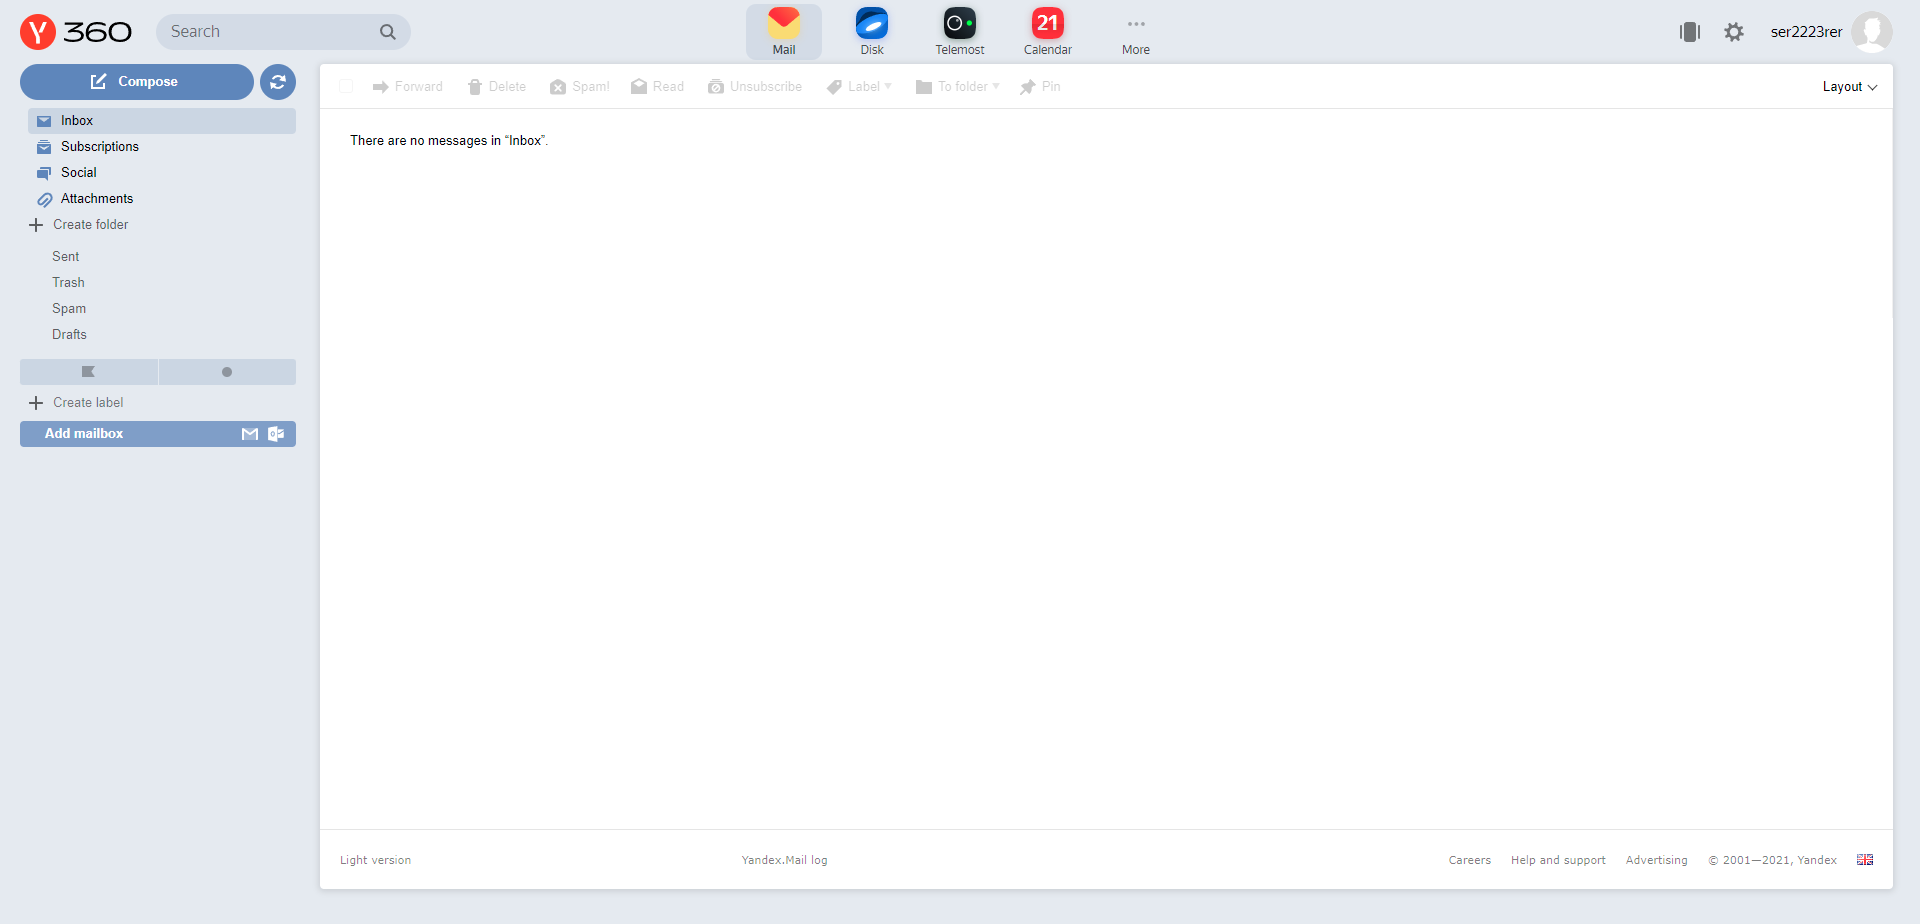 Y 360
Search
Mail
Disk
Telemost
21
Calendar
More
ser2223rer
Compose
Forward
Delete
Spam!
Read
Unsubscribe
Label
To folder
Pin
Layout
Inbox
Subscriptions
Social
Attachments
Create folder
Sent
Trash
Spam
Drafts
Create label
Add mailbox
There are no messages in “Inbox”.
Light version
Yandex.Mail log
Careers
Help and support
Advertising
© 2001—2021, Yandex